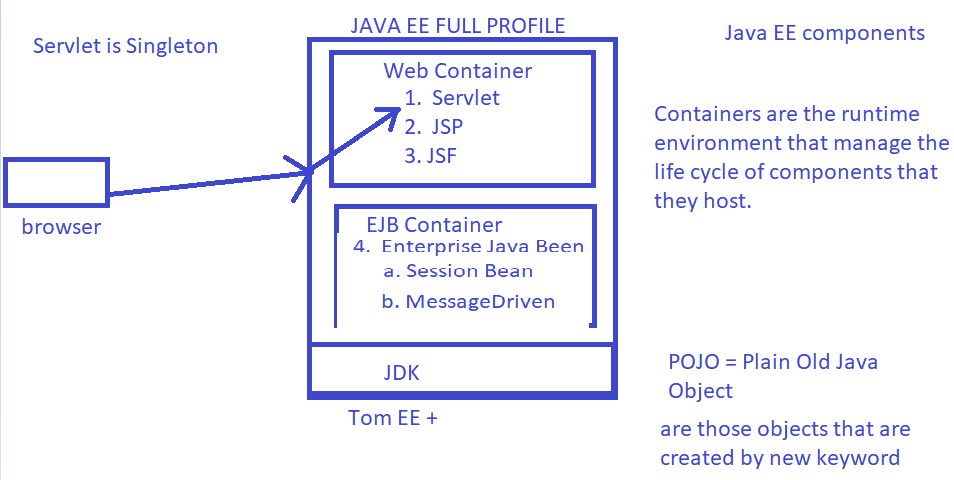 JAVA EE FULL PROFILE
Servlet is Singleton
Java EE components
Web Container
1. Servlet
2. JSP
3. JSF
Containers are the runtime
environment that manage the
life cycle of components that
they host.
browser
EJB Container
4. Enterprise Java Been
a. Session Bean
b. MessageDriven
JDK
Tom EE +
POJO = Plain Old Java
Object
are those objects that are
created by new keyword